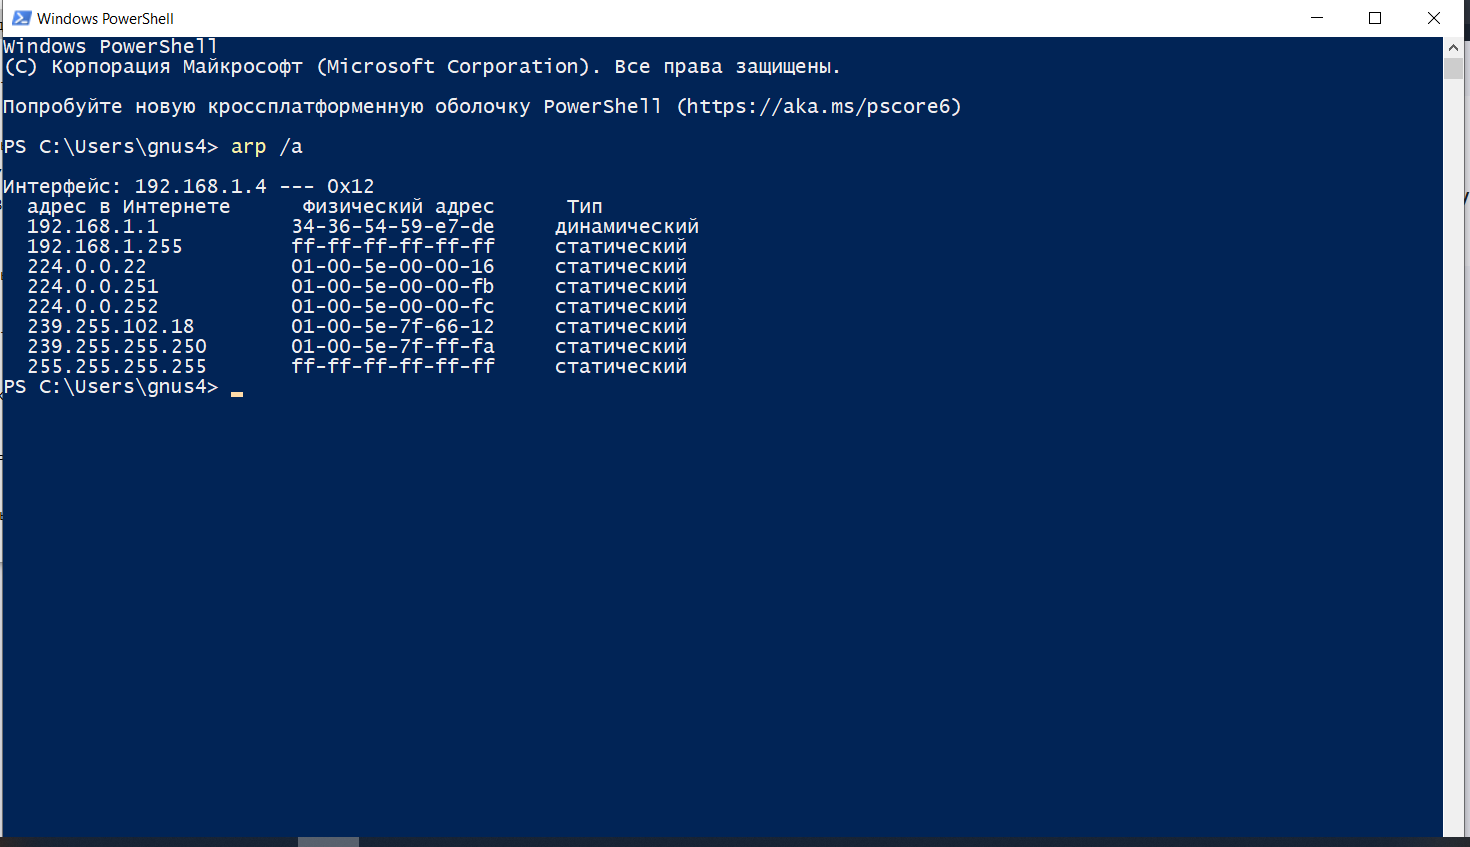 Windows PowerShell
Windows PowerShell
(C) Корпорация Майкрософт (Microsoft Corporation). Все права защищены.
Попробуйте новую кроссплатформенную оболочку PowerShell (https://aka.ms/pscore6)
PS C:\Users\gnus4> arp /a
Интерфейс: 192.168.1.4 --- 0x12
адрес в Интернете Физический адрес Тип
192.168.1.1 34-36-54-59-e7-de динамический
192.168.1.255 ff-ff-ff-ff-ff-ff статический
224.0.0.22 01-00-5e-00-00-16 статический
224.0.0.251 01-00-5e-00-00-fb статический
224.0.0.252 01-00-5e-00-00-fc статический
239.255.102.18 01-00-5e-7f-66-12 статический
239.255.255.250 01-00-5e-7f-ff-fa статический
255.255.255.255 ff-ff-ff-ff-ff-ff статический
PS C:\Users\gnus4>